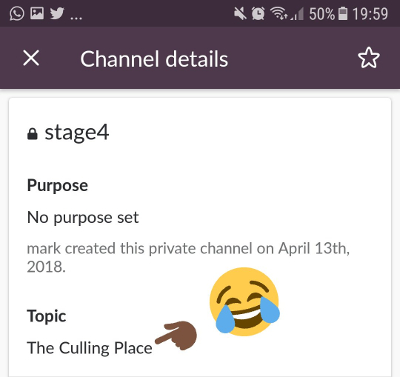 ... 50% 19:59
Channel details
stage4
Purpose
No purpose set
mark created this private channel on April 13th,
2018.
Topic
The Culling Place